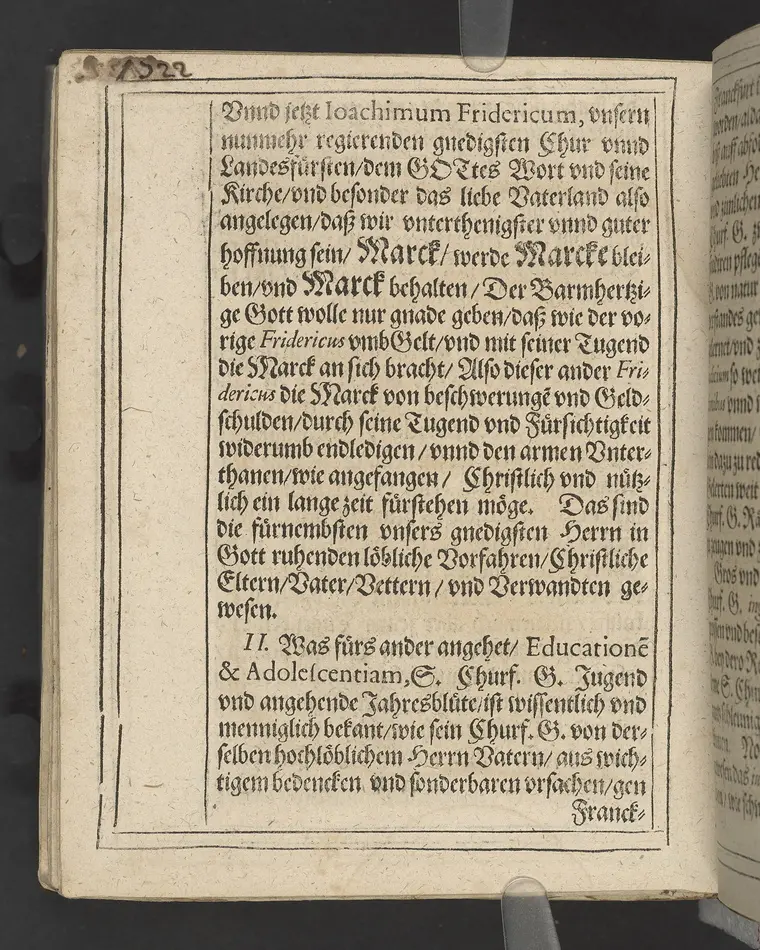 1522
Vnnd jetzt Ioachimum Fridericum, vnsern
nunmehr regierenden gnedigsten Chur vnnd
Landesfürsten/dem GOTtes Wort vnd seine
Kirche/vnd besonder das liebe Vaterland also
angelegen/daß wir vnterthenigster vnnd guter
hoffnung sein/ Marck/ werde Marcke blei-
ben/vnd Marck behalten/Der Barmhertzi-
ge Gott wolle nur gnade geben/daß wie der vo-
rige Fridericus vmb Gelt/vnd mit seiner Tugend
die Marck an sich bracht/ Also dieser ander Fri-
dericus die Marck von beschwerungẽ vnd Geld-
schulden/durch seine Tugend vnd Fürsichtigkeit
widerumb endledigen/vnnd den armen Vnter-
thanen/wie angefangen/ Christlich vnd nütz-
lich ein lange zeit fürstehen möge. Das sind
die fürnembsten vnsers gnedigsten Herrn in
Gott ruhenden löbliche Vorfahren/Christliche
Eltern/Vater/Vettern/ vnd Verwandten ge-
wesen.
II. Was fürs ander angehet/ Educationẽ
& Adolescentiam, S. Churf. G. Jugend
vnd angehende Jahresblüte/ist wissentlich vnd
menniglich bekant/wie sein Churf. G. von der-
selben hochlöblichem Herrn Vatern/ aus wich-
tigem bedencken vnd sonderbaren vrsachen/gen
Franck-